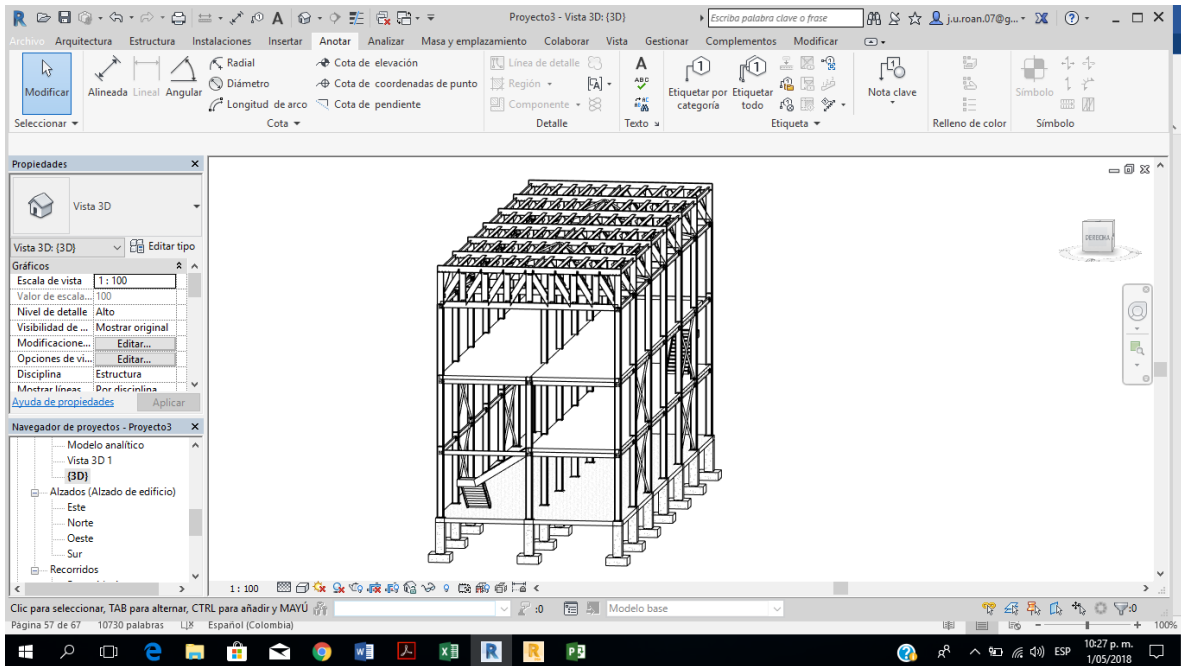 Proyecto3 - Vista 3D: {3D}
Escriba palabra clave o frase
j.u.roan.07@g...
Archivo Arquitectura Estructura Instalaciones Insertar Anotar Analizar Masa y emplazamiento Colaborar Vista Gestionar Complementos Modificar
Modificar
Alineada Lineal Angular
Radial
Diámetro
Longitud de arco
Cota de elevación
Cota de coordenadas de punto
Cota de pendiente
Línea de detalle
Región
Componente
A
ABC
Etiquetar por categoría
Etiquetar todo
Nota clave
Símbolo
Seleccionar Cota Detalle Texto Etiqueta Relleno de color Símbolo
Propiedades
Vista 3D
Vista 3D: {3D} Editar tipo
Gráficos
Escala de vista 1 : 100
Valor de escala... 100
Nivel de detalle Alto
Visibilidad de ... Mostrar original
Modificacione... Editar...
Opciones de vi... Editar...
Disciplina Estructura
Mostrar líneas Por disciplina
Ayuda de propiedades Aplicar
Navegador de proyectos - Proyecto3
Modelo analítico
Vista 3D 1
{3D}
Alzados (Alzado de edificio)
Este
Norte
Oeste
Sur
Recorridos
DERECHA
1 : 100
Clic para seleccionar, TAB para alternar, CTRL para añadir y MAYÚ
:0
Modelo base
:0
Página 57 de 67 10730 palabras Español (Colombia) 100%
ESP
10:27 p. m.
1/05/2018